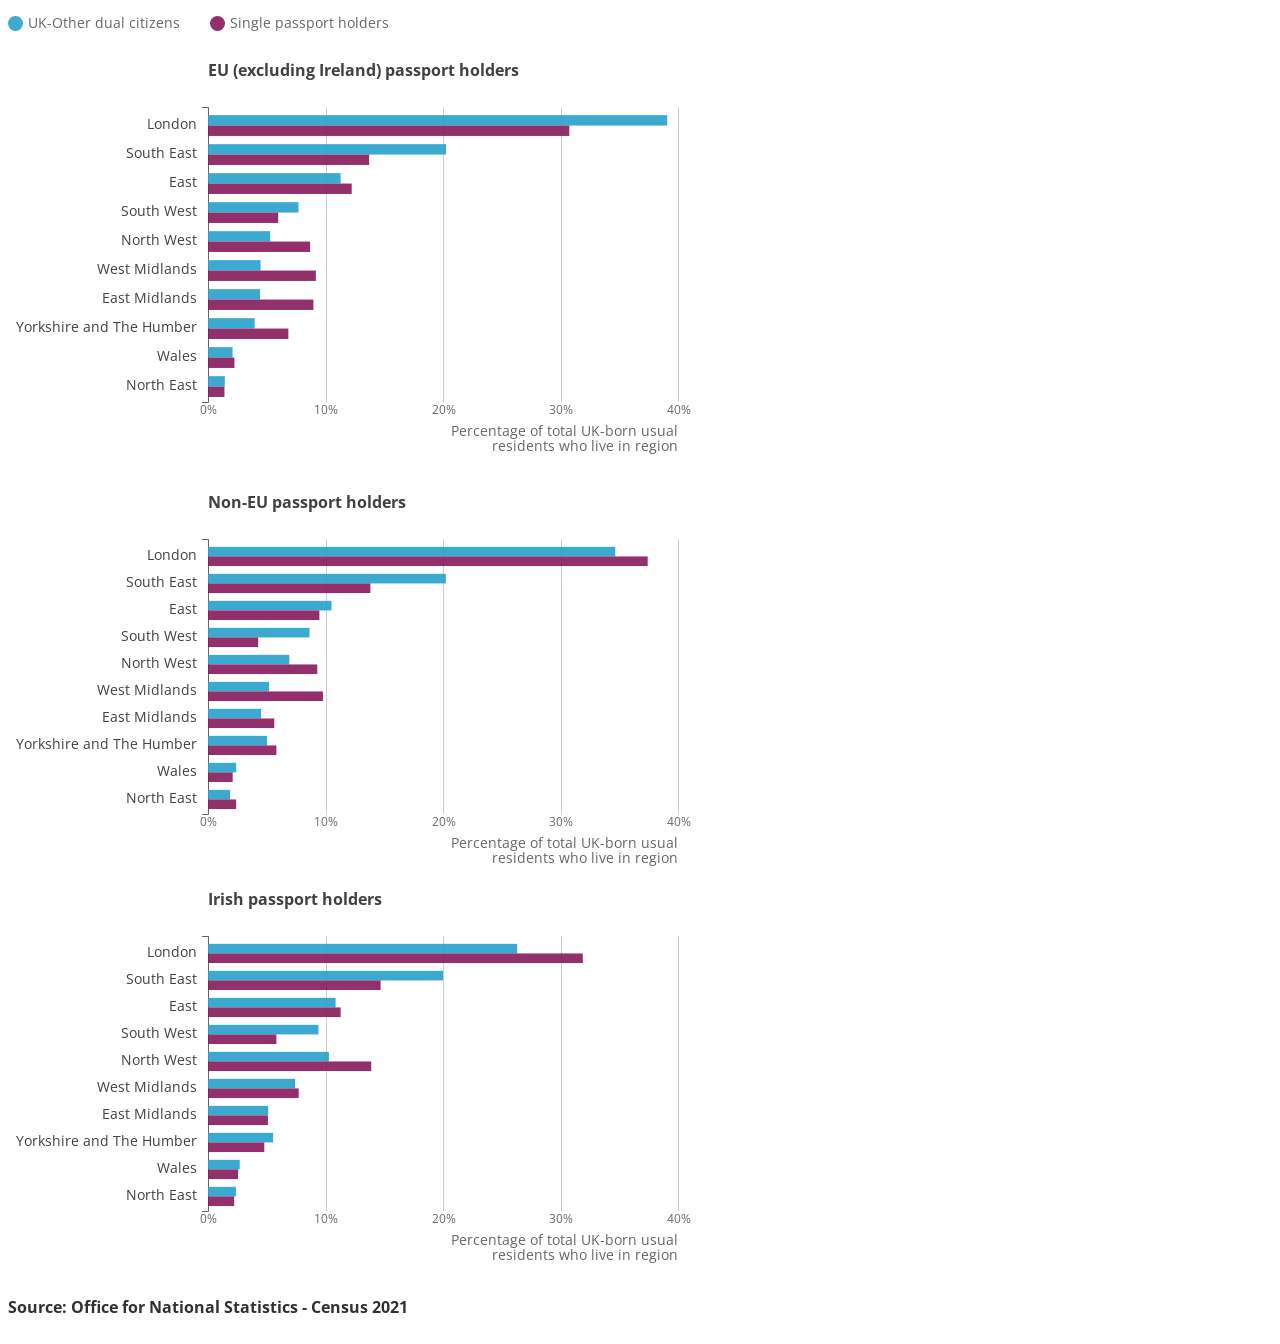 UK-Other dual citizens
Single passport holders
EU (excluding Ireland) passport holders
London
South East
East
South West
North West
West Midlands
East Midlands
Yorkshire and The Humber
Wales
North East
0% 10% 20% 30% 40%
Percentage of total UK-born usual
residents who live in region
Non-EU passport holders
London
South East
East
South West
North West
West Midlands
East Midlands
Yorkshire and The Humber
Wales
North East
0% 10% 20% 30% 40%
Percentage of total UK-born usual
residents who live in region
Irish passport holders
London
South East
East
South West
North West
West Midlands
East Midlands
Yorkshire and The Humber
Wales
North East
0% 10% 20% 30% 40%
Percentage of total UK-born usual
residents who live in region
Source: Office for National Statistics - Census 2021